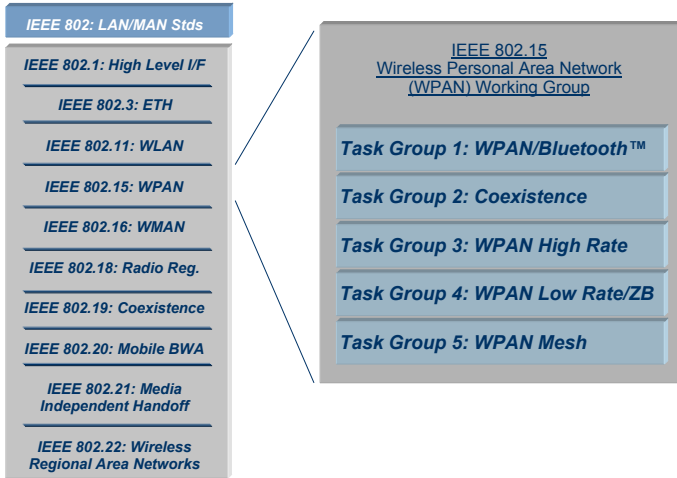 IEEE 802: LAN/MAN Stds
IEEE 802.1: High Level I/F
IEEE 802.3: ETH
IEEE 802.11: WLAN
IEEE 802.15: WPAN
IEEE 802.16: WMAN
IEEE 802.18: Radio Reg.
IEEE 802.19: Coexistence
IEEE 802.20: Mobile BWA
IEEE 802.21: Media
Independent Handoff
IEEE 802.22: Wireless
Regional Area Networks
IEEE 802.15
Wireless Personal Area Network
(WPAN) Working Group
Task Group 1: WPAN/Bluetooth™
Task Group 2: Coexistence
Task Group 3: WPAN High Rate
Task Group 4: WPAN Low Rate/ZB
Task Group 5: WPAN Mesh